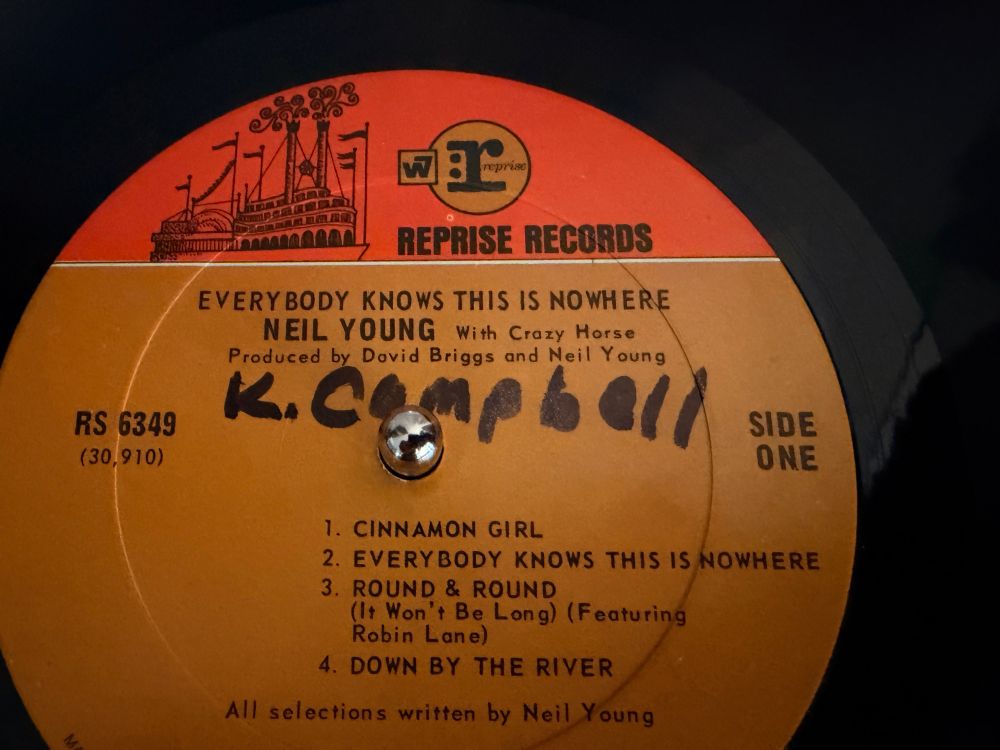 W7 r reprise
REPRISE RECORDS
EVERYBODY KNOWS THIS IS NOWHERE
NEIL YOUNG With Crazy Horse
Produced by David Briggs and Neil Young
K. Campbell
RS 6349
(30,910)
SIDE
ONE
1. CINNAMON GIRL
2. EVERYBODY KNOWS THIS IS NOWHERE
3. ROUND & ROUND
(It Won't Be Long) (Featuring
Robin Lane)
4. DOWN BY THE RIVER
All selections written by Neil Young